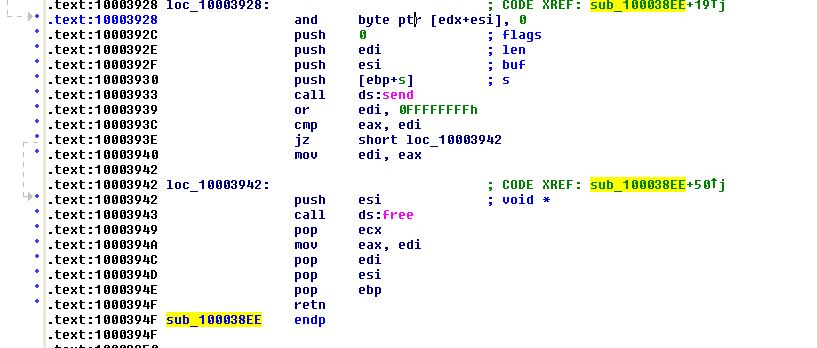 .text:10003928 loc_10003928: ; CODE XREF: sub_100038EE+19↑j
.text:10003928 and byte ptr [edx+esi], 0
.text:1000392C push 0 ; flags
.text:1000392E push edi ; len
.text:1000392F push esi ; buf
.text:10003930 push [ebp+s] ; s
.text:10003933 call ds:send
.text:10003939 or edi, 0FFFFFFFFh
.text:1000393C cmp eax, edi
.text:1000393E jz short loc_10003942
.text:10003940 mov edi, eax
.text:10003942
.text:10003942 loc_10003942: ; CODE XREF: sub_100038EE+50↑j
.text:10003942 push esi ; void *
.text:10003943 call ds:free
.text:10003949 pop ecx
.text:1000394A mov eax, edi
.text:1000394C pop edi
.text:1000394D pop esi
.text:1000394E pop ebp
.text:1000394F retn
.text:1000394F sub_100038EE endp
.text:1000394F